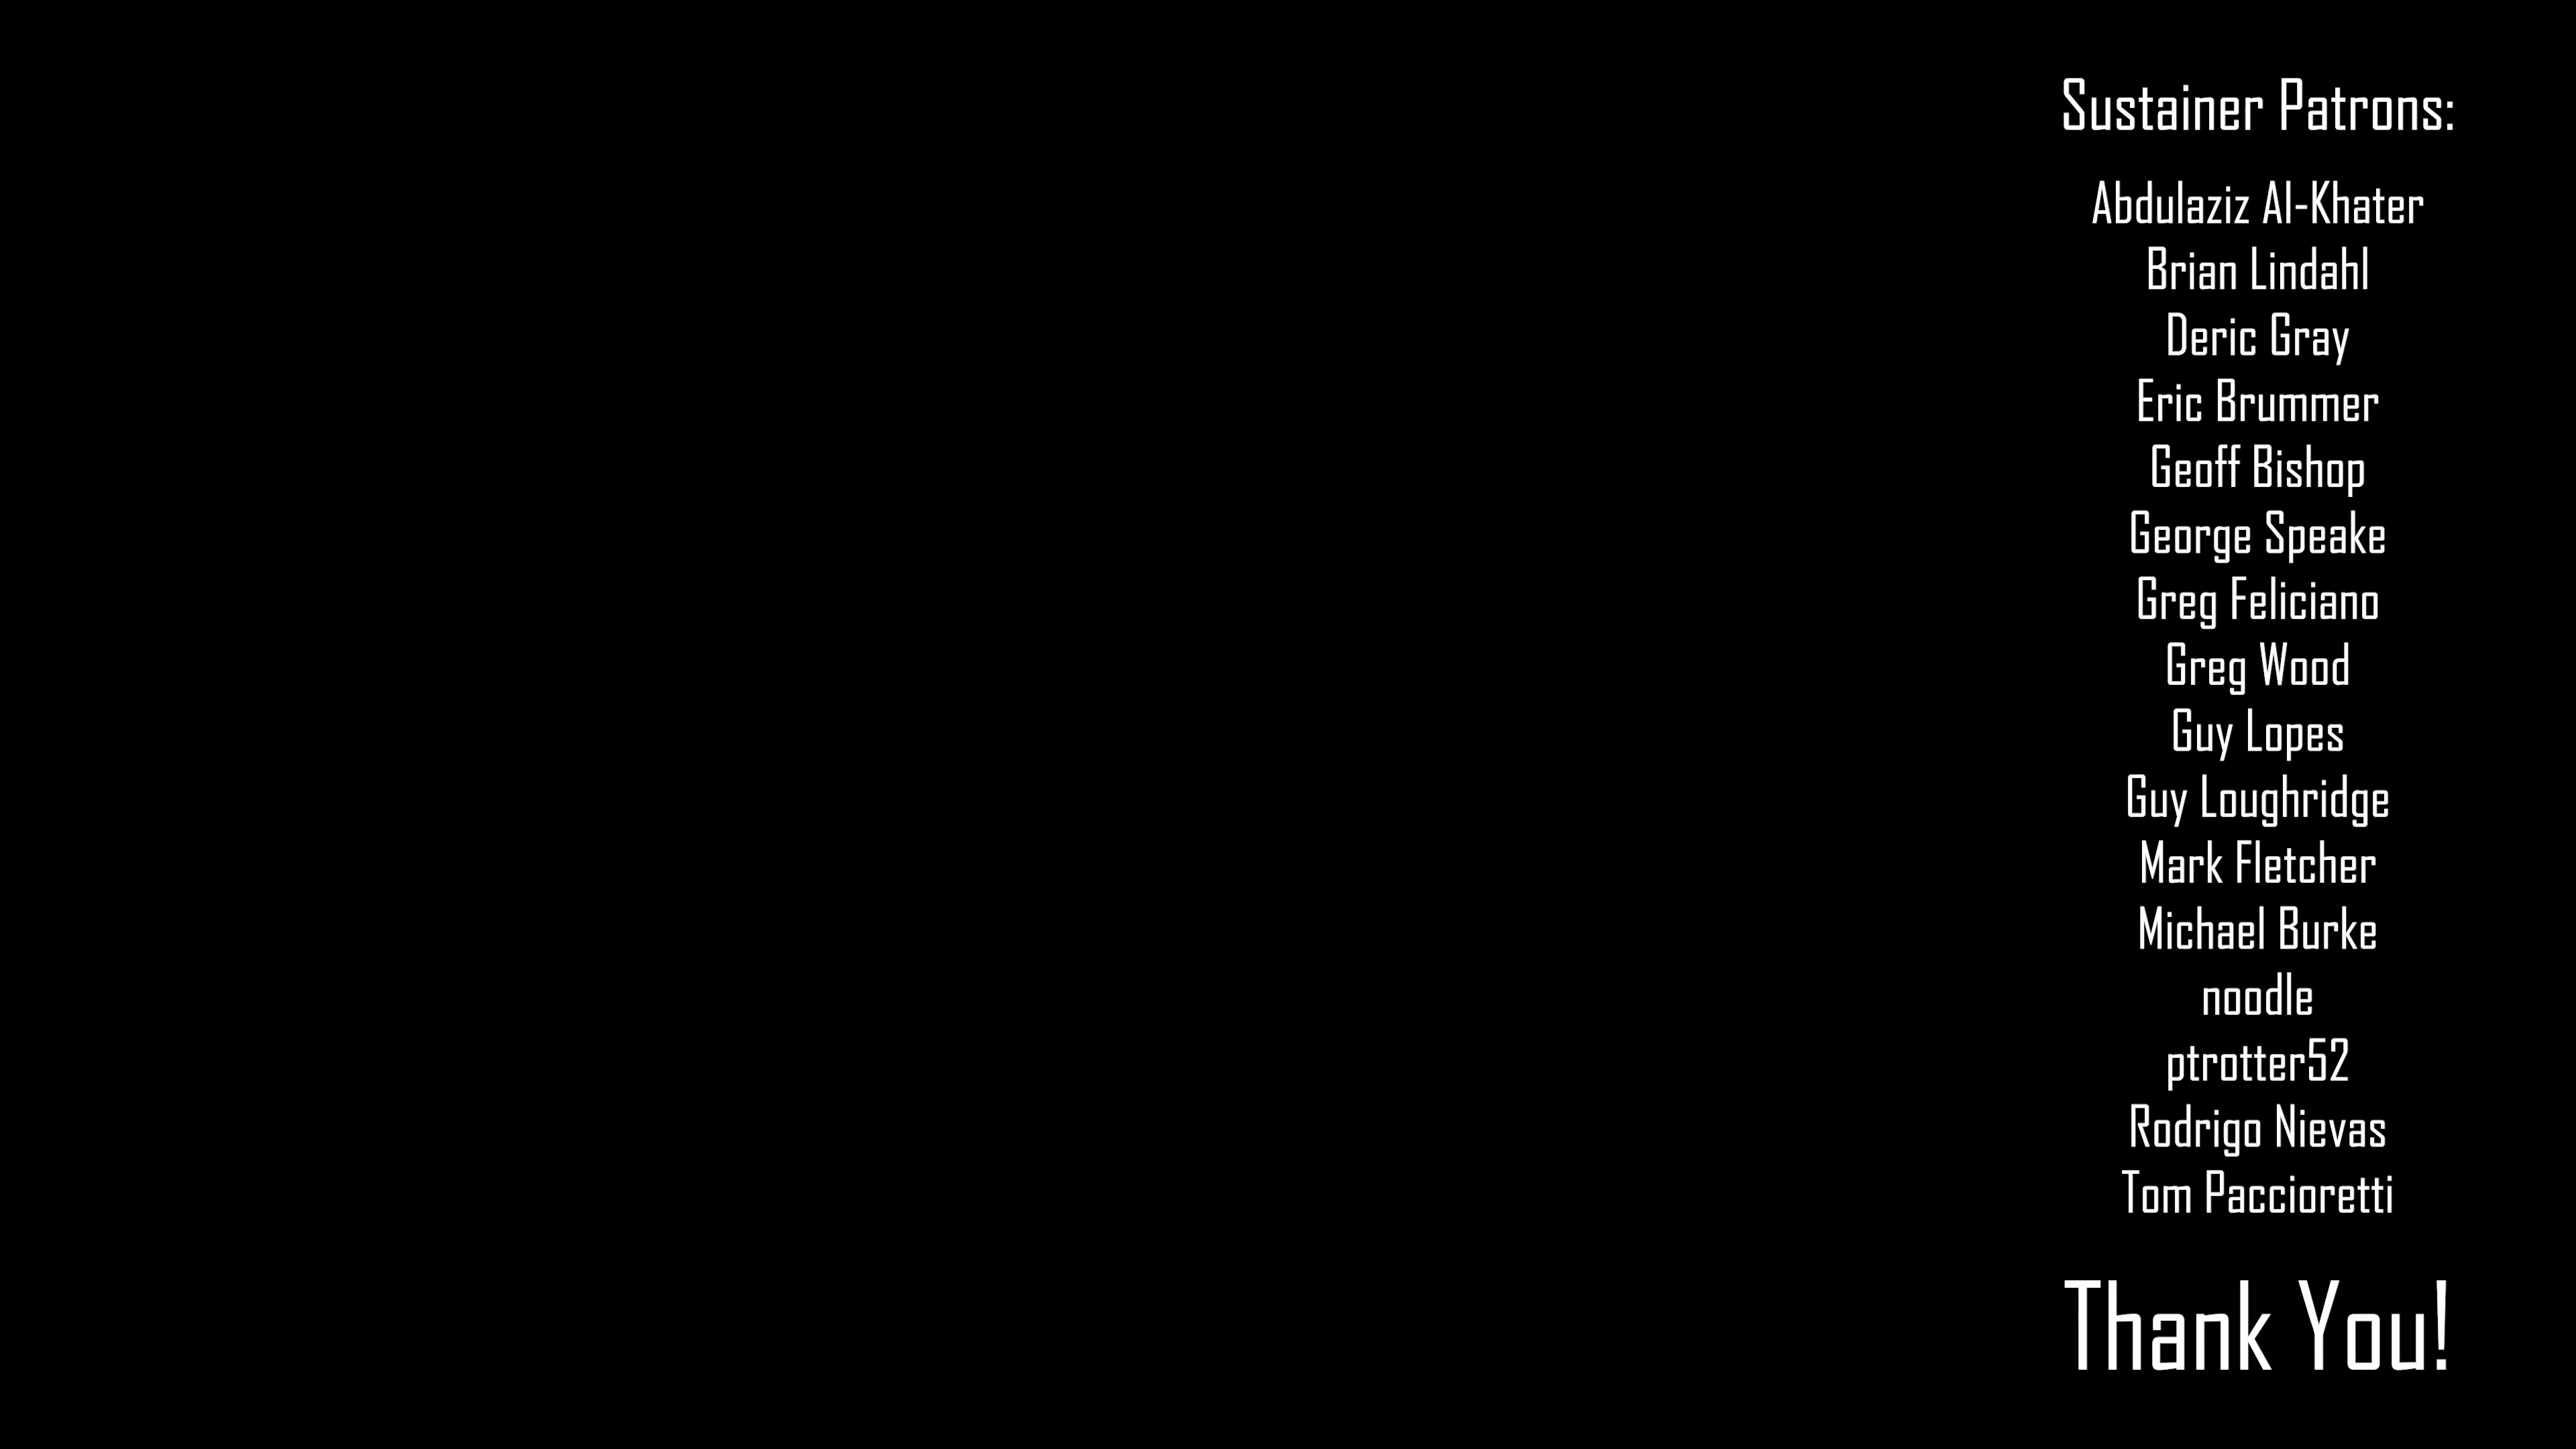 Sustainer Patrons:
Abdulaziz Al-Khater
Brian Lindahl
Deric Gray
Eric Brummer
Geoff Bishop
George Speake
Greg Feliciano
Greg Wood
Guy Lopes
Guy Loughridge
Mark Fletcher
Michael Burke
noodle
ptrotter52
Rodrigo Nievas
Tom Paccioretti
Thank You!